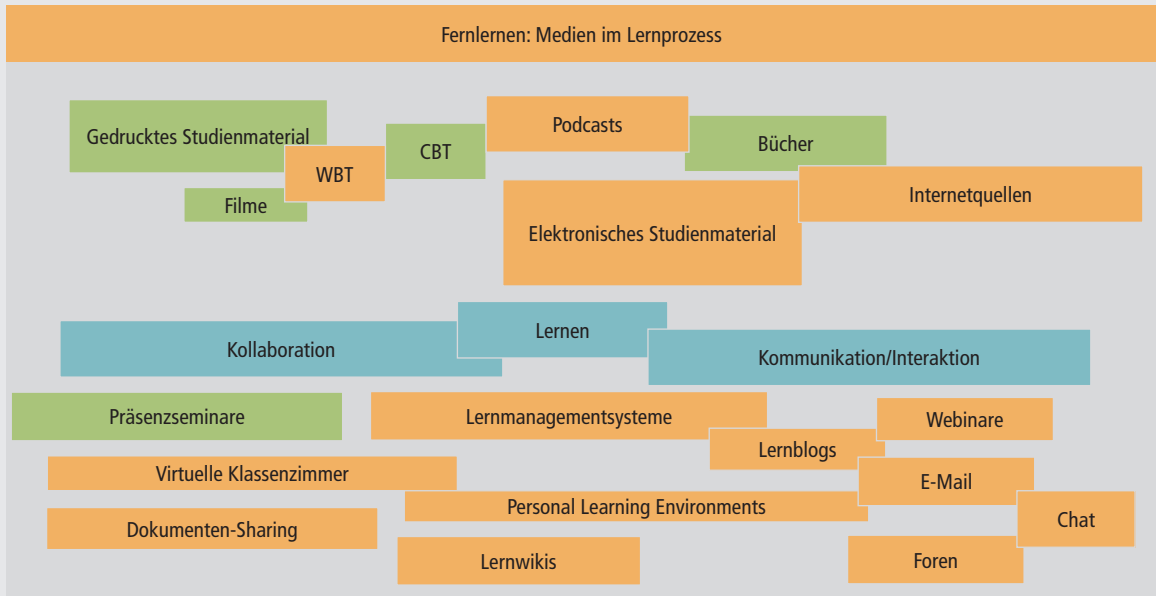 Fernlernen: Medien im Lernprozess
Gedrucktes Studienmaterial
WBT
CBT
Podcasts
Bücher
Filme
Elektronisches Studienmaterial
Internetquellen
Kollaboration
Lernen
Kommunikation/Interaktion
Präsenzseminare
Lernmanagementsysteme
Webinare
Lernblogs
Virtuelle Klassenzimmer
E-Mail
Personal Learning Environments
Chat
Dokumenten-Sharing
Lernwikis
Foren